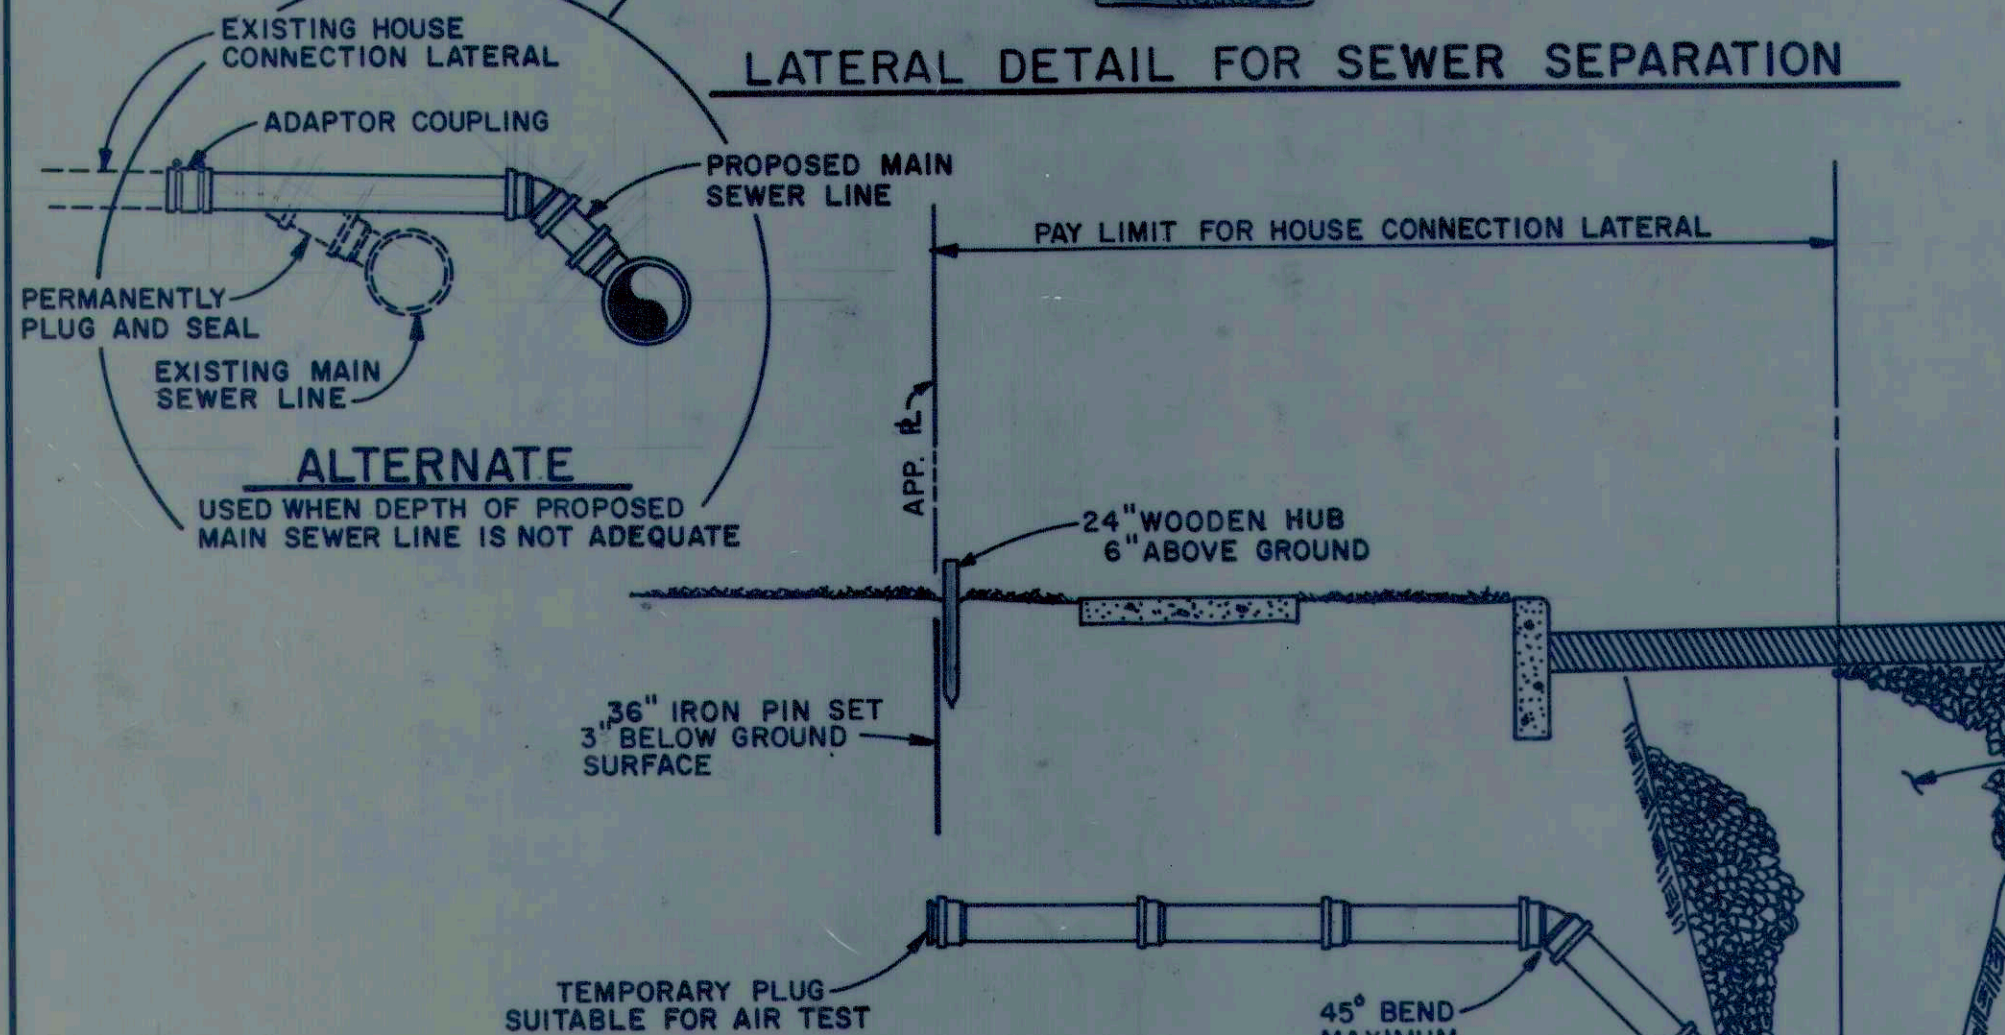 EXISTING HOUSE
CONNECTION LATERAL
LATERAL DETAIL FOR SEWER SEPARATION
ADAPTOR COUPLING
PROPOSED MAIN
SEWER LINE
PAY LIMIT FOR HOUSE CONNECTION LATERAL
PERMANENTLY
PLUG AND SEAL
EXISTING MAIN
SEWER LINE
APP. ⅊
ALTERNATE
USED WHEN DEPTH OF PROPOSED
MAIN SEWER LINE IS NOT ADEQUATE
24" WOODEN HUB
6" ABOVE GROUND
36" IRON PIN SET
3" BELOW GROUND
SURFACE
TEMPORARY PLUG
SUITABLE FOR AIR TEST
45° BEND
MAXIMUM